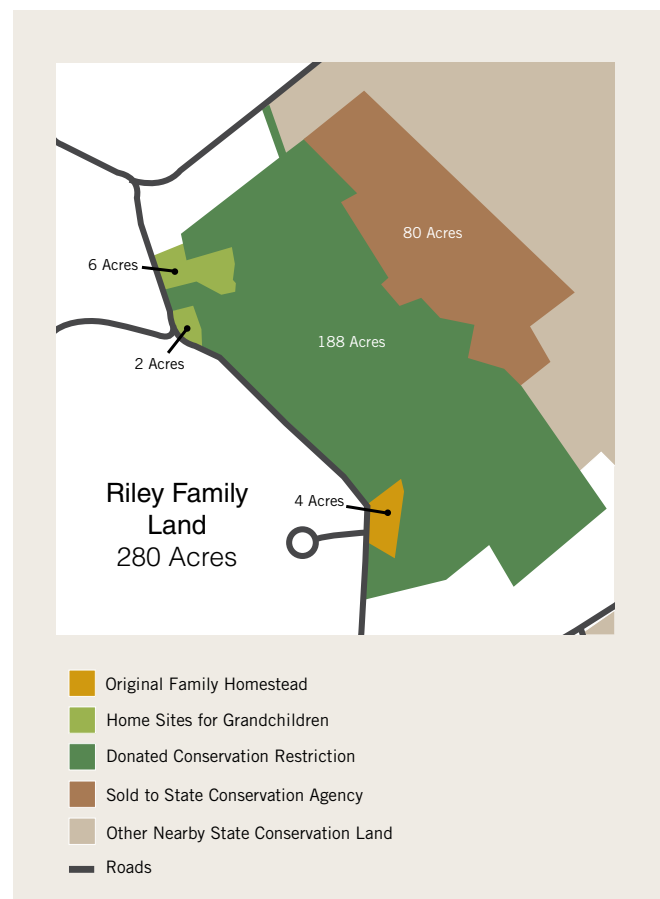 80 Acres
6 Acres
188 Acres
2 Acres
4 Acres
Riley Family
Land
280 Acres
Original Family Homestead
Home Sites for Grandchildren
Donated Conservation Restriction
Sold to State Conservation Agency
Other Nearby State Conservation Land
Roads